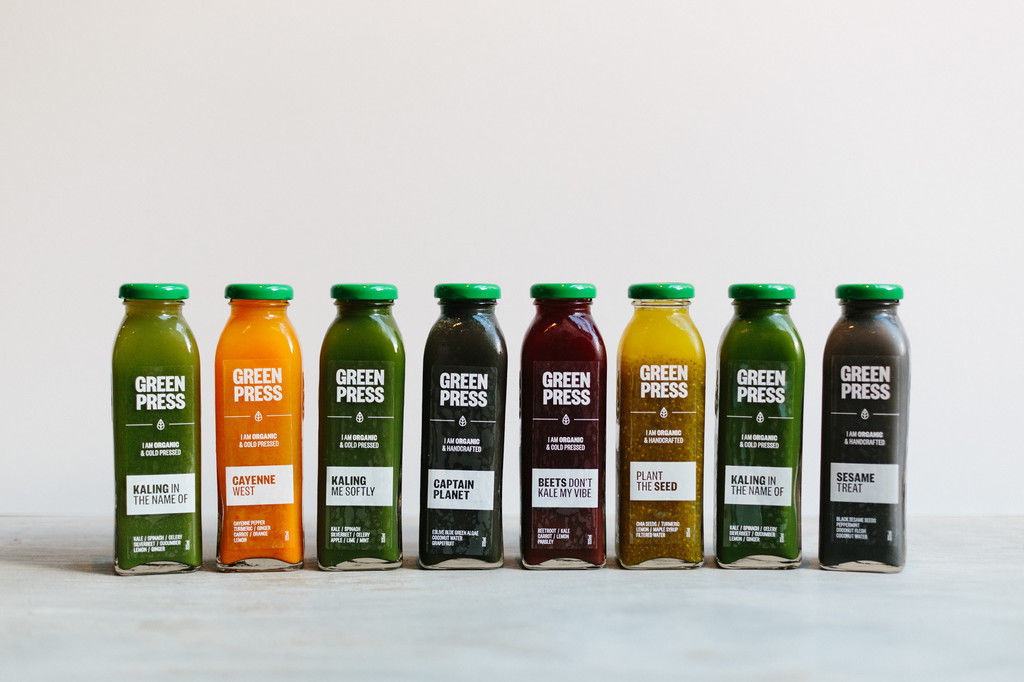 GREEN
PRESS
I AM ORGANIC
& COLD PRESSED
KALING IN
THE NAME OF
KALE / SPINACH / CELERY
SILVERBEET / CUCUMBER
LEMON / GINGER
GREEN
PRESS
I AM ORGANIC
& COLD PRESSED
CAYENNE
WEST
CAYENNE PEPPER
TURMERIC / GINGER
CARROT / ORANGE
LEMON
GREEN
PRESS
I AM ORGANIC
& COLD PRESSED
KALING
ME SOFTLY
KALE / SPINACH
SILVERBEET / CELERY
APPLE / LIME / MINT
GREEN
PRESS
I AM ORGANIC
& HANDCRAFTED
CAPTAIN
PLANET
BLUE GREEN ALGAE
COCONUT WATER
GRAPEFRUIT
GREEN
PRESS
I AM ORGANIC
& COLD PRESSED
BEETS DON'T
KALE MY VIBE
BEETROOT / KALE
CARROT / LEMON
PARSLEY
GREEN
PRESS
I AM ORGANIC
& HANDCRAFTED
PLANT
THE SEED
CHIA SEEDS / TURMERIC
LEMON / MAPLE SYRUP
FILTERED WATER
GREEN
PRESS
I AM ORGANIC
& COLD PRESSED
KALING IN
THE NAME OF
KALE / SPINACH / CELERY
SILVERBEET / CUCUMBER
LEMON / GINGER
GREEN
PRESS
I AM ORGANIC
& HANDCRAFTED
SESAME
TREAT
BLACK SESAME SEEDS
PEPPERMINT
COCONUT
COCONUT WATER